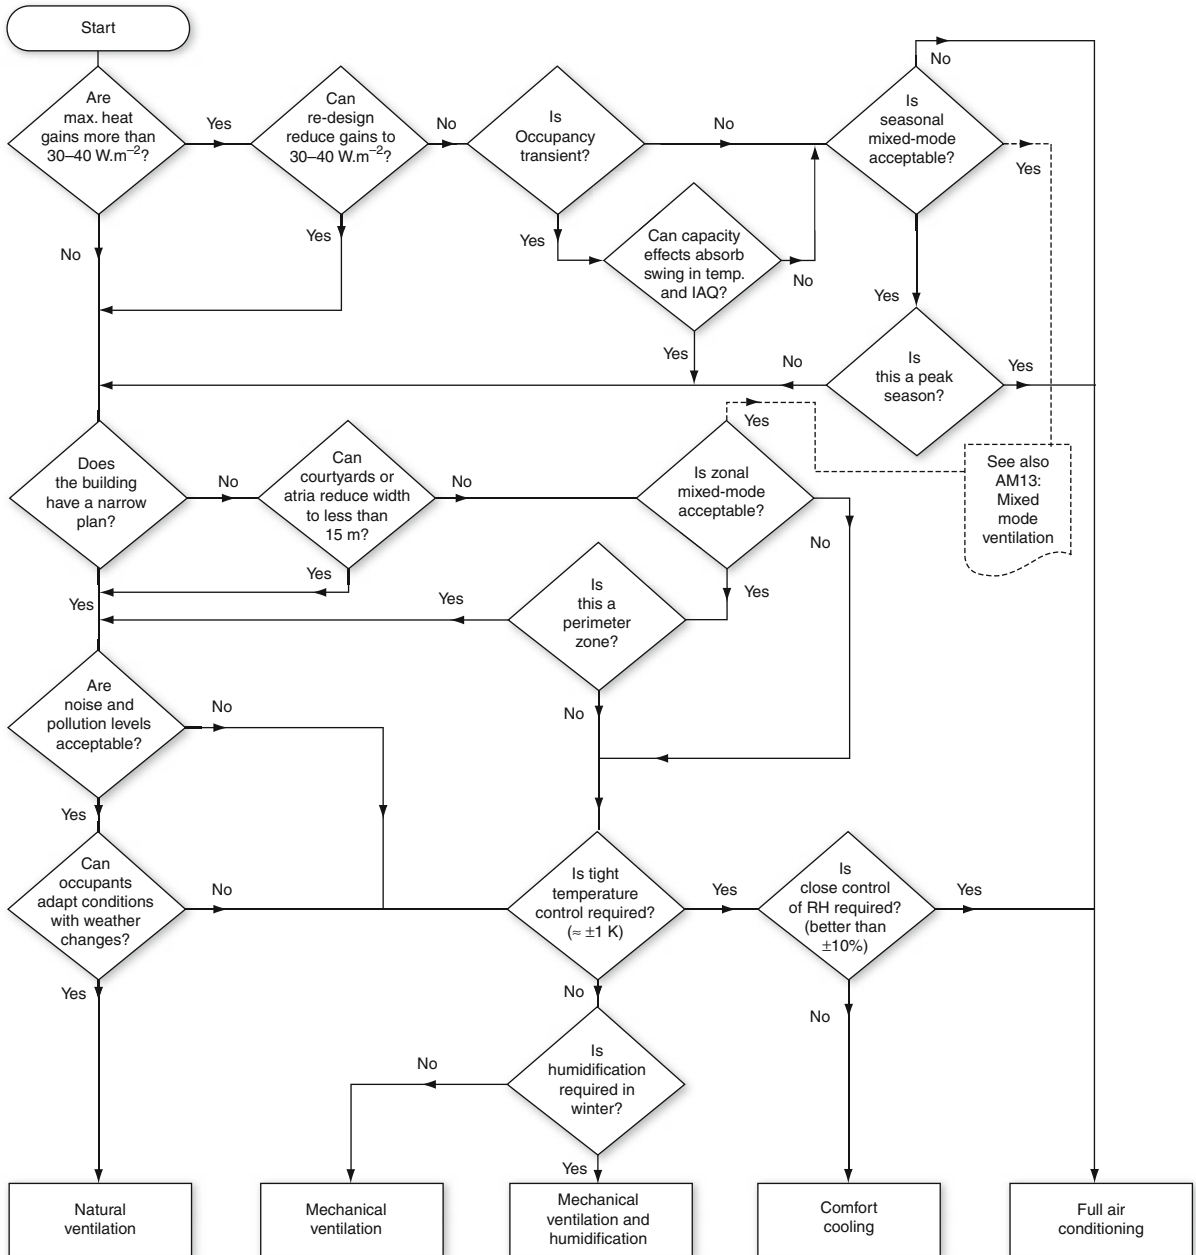 Start
Are
max. heat
gains more than
30–40 W.m⁻²?
Yes
Can
re-design
reduce gains to
30–40 W.m⁻²?
No
Is
Occupancy
transient?
No
Is
seasonal
mixed-mode
acceptable?
No
Yes
No
Yes
Yes
Can capacity
effects absorb
swing in temp.
and IAQ?
No
Yes
Yes
Is
this a peak
season?
No
Yes
Does
the building
have a narrow
plan?
No
Can
courtyards or
atria reduce width
to less than
15 m?
No
Is zonal
mixed-mode
acceptable?
Yes
No
See also
AM13:
Mixed
mode
ventilation
Yes
Yes
Yes
Is
this a
perimeter
zone?
Yes
No
Are
noise and
pollution levels
acceptable?
No
Yes
Can
occupants
adapt conditions
with weather
changes?
No
Is tight
temperature
control required?
(≈ ±1 K)
Yes
Is
close control
of RH required?
(better than
±10%)
Yes
Yes
No
No
Is
humidification
required in
winter?
No
Yes
Natural
ventilation
Mechanical
ventilation
Mechanical
ventilation and
humidification
Comfort
cooling
Full air
conditioning